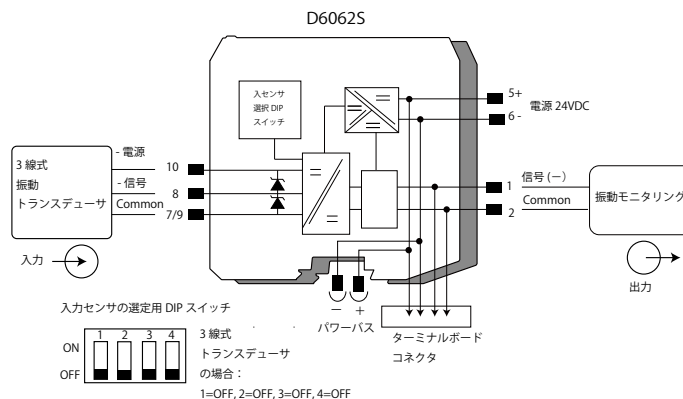 D6062S
入センサ
選択 DIP
スイッチ
5+
電源 24VDC
6 -
3 線式
振動
トランスデューサ
- 電源
10
- 信号
8
Common
7/9
1
信号 (ー)
Common
2
振動モニタリング
入力
出力
－
+
パワーバス
ターミナルボード
コネクタ
入力センサの選定用 DIP スイッチ
1 2 3 4
ON
OFF
3 線式
トランスデューサ
の場合：
1=OFF, 2=OFF, 3=OFF, 4=OFF